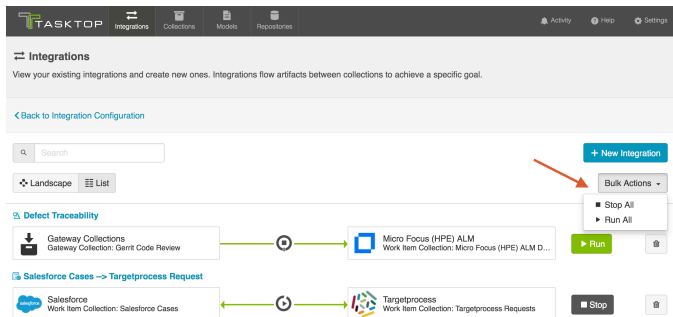 TASKTOP
Integrations
Collections
Models
Repositories
Activity
Help
Settings
Integrations
View your existing integrations and create new ones. Integrations flow artifacts between collections to achieve a specific goal.
Back to Integration Configuration
Search
+ New Integration
Landscape
List
Bulk Actions
Stop All
Run All
Defect Traceability
Gateway Collections
Gateway Collection: Gerrit Code Review
Micro Focus (HPE) ALM
Work Item Collection: Micro Focus (HPE) ALM D...
Run
Salesforce Cases --> Targetprocess Request
salesforce
Salesforce
Work Item Collection: Salesforce Cases
Targetprocess
Work Item Collection: Targetprocess Requests
Stop